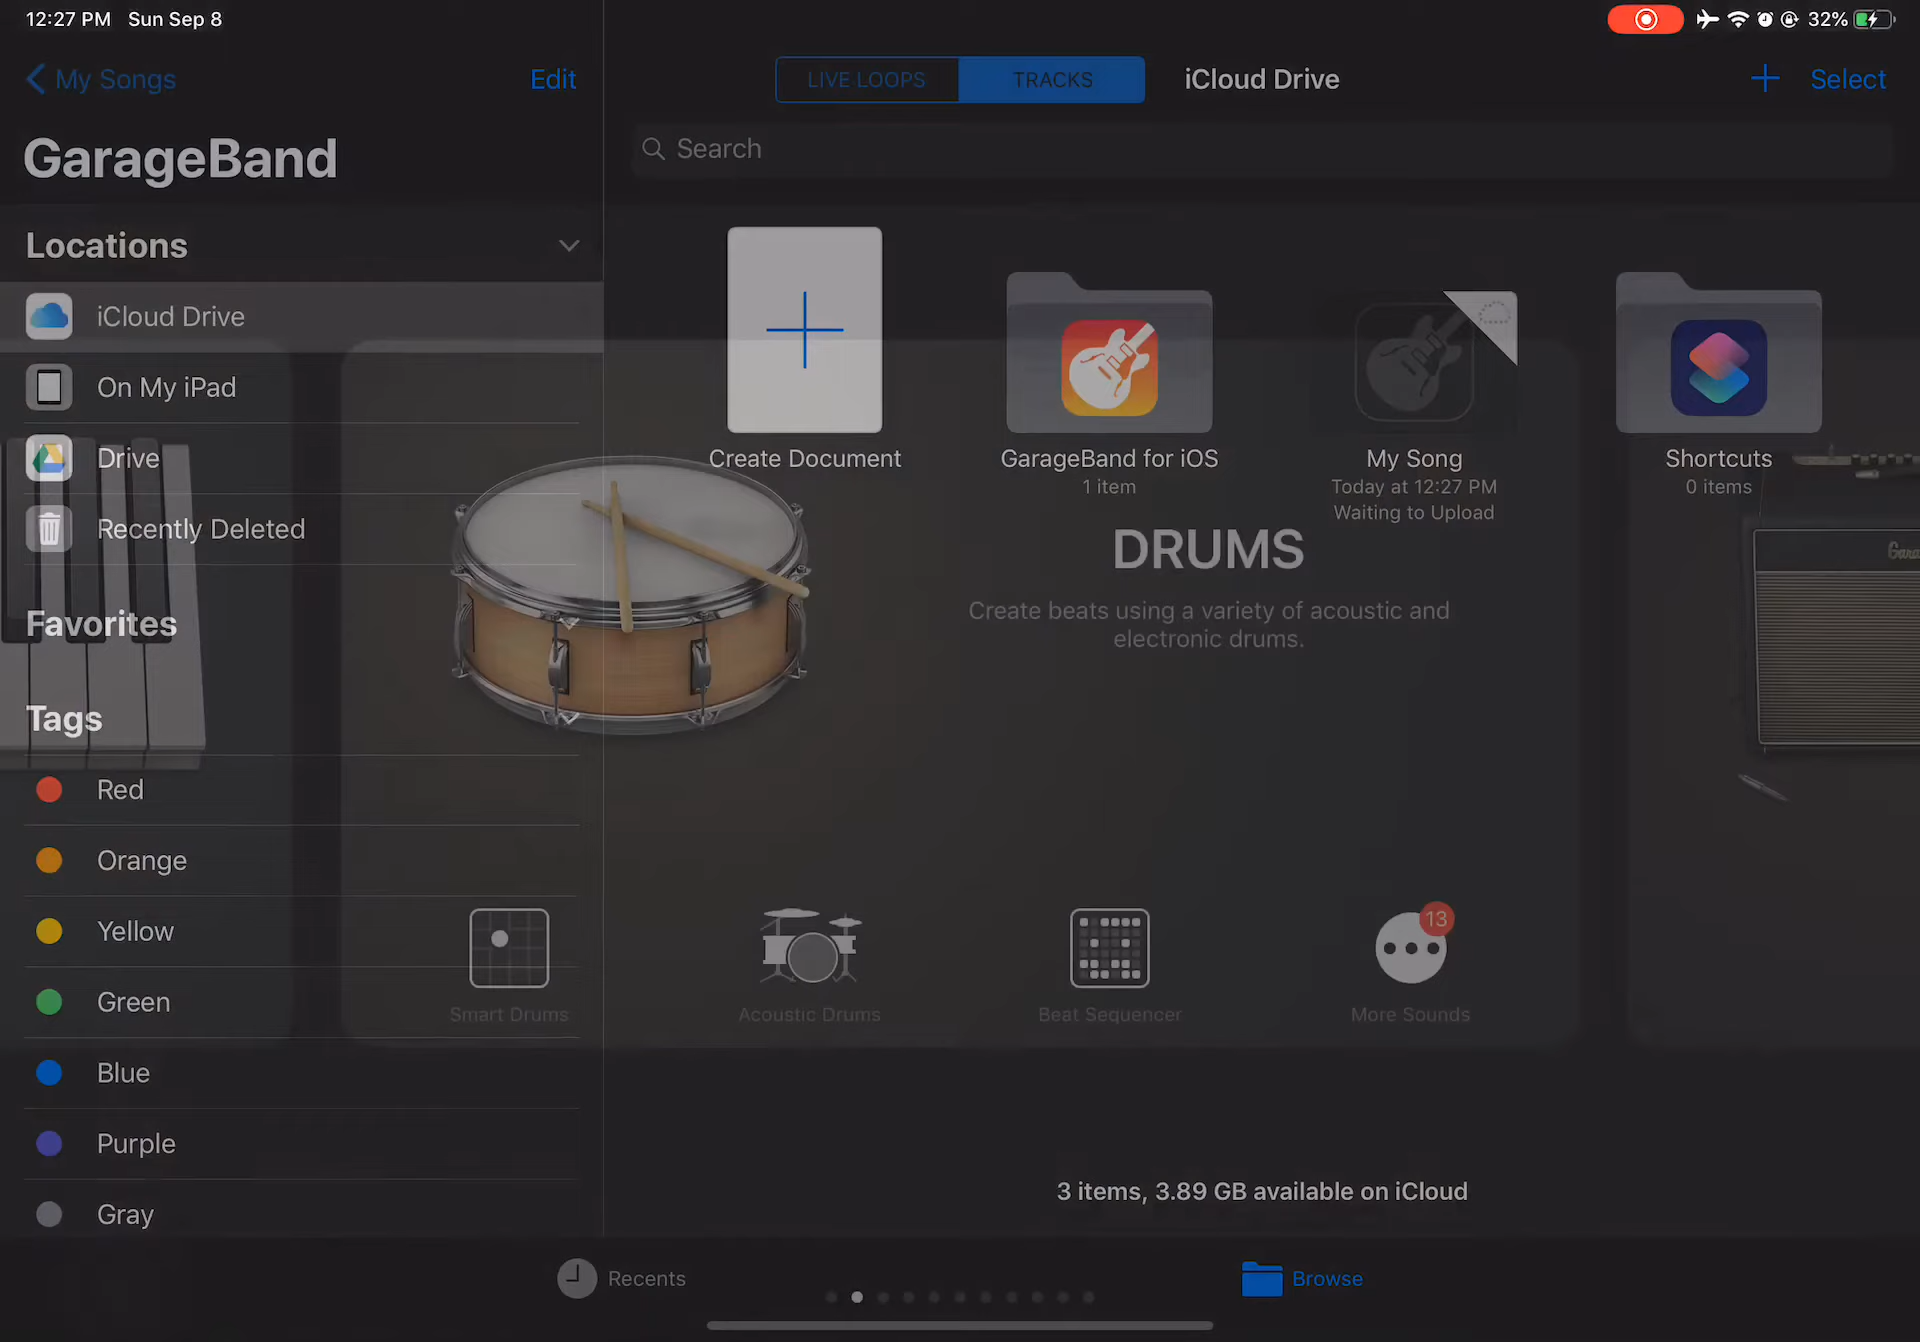 12:27 PM Sun Sep 8
32%
My Songs
Edit
LIVE LOOPS
TRACKS
iCloud Drive
Select
GarageBand
Search
Locations
iCloud Drive
On My iPad
Drive
Recently Deleted
Favorites
Tags
Red
Orange
Yellow
Green
Blue
Purple
Gray
Create Document
GarageBand for iOS
1 item
My Song
Today at 12:27 PM
Waiting to Upload
Shortcuts
0 items
DRUMS
Create beats using a variety of acoustic and
electronic drums.
Smart Drums
Acoustic Drums
Beat Sequencer
13
More Sounds
3 items, 3.89 GB available on iCloud
Recents
Browse